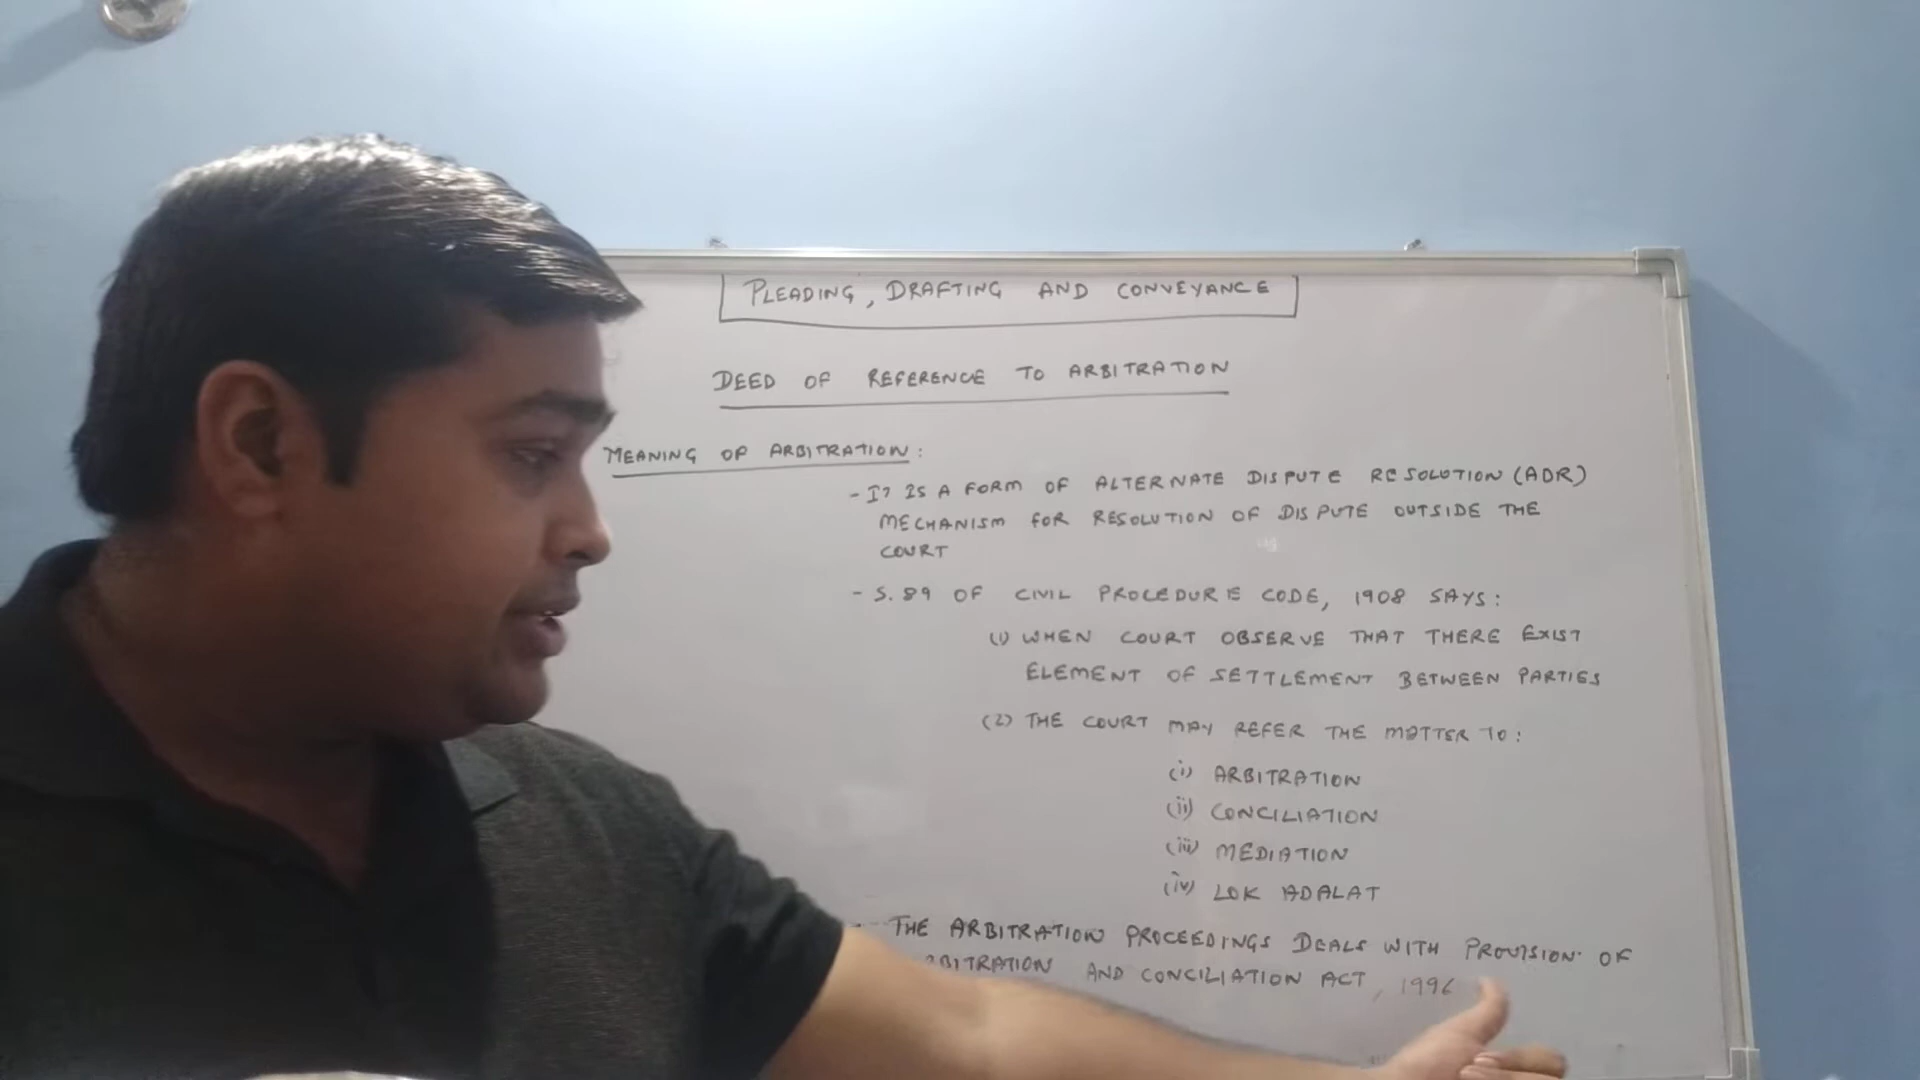 PLEADING, DRAFTING AND CONVEYANCE
DEED OF REFERENCE TO ARBITRATION
MEANING OF ARBITRATION:
- IT IS A FORM OF ALTERNATE DISPUTE RESOLUTION (ADR)
MECHANISM FOR RESOLUTION OF DISPUTE OUTSIDE THE
COURT
- S.89 OF CIVIL PROCEDURE CODE, 1908 SAYS:
(1) WHEN COURT OBSERVE THAT THERE EXIST
ELEMENT OF SETTLEMENT BETWEEN PARTIES
(2) THE COURT MAY REFER THE MATTER TO:
(i) ARBITRATION
(ii) CONCILIATION
(iii) MEDIATION
(iv) LOK ADALAT
- THE ARBITRATION PROCEEDINGS DEALS WITH PROVISION OF
BITRATION AND CONCILIATION ACT, 1996